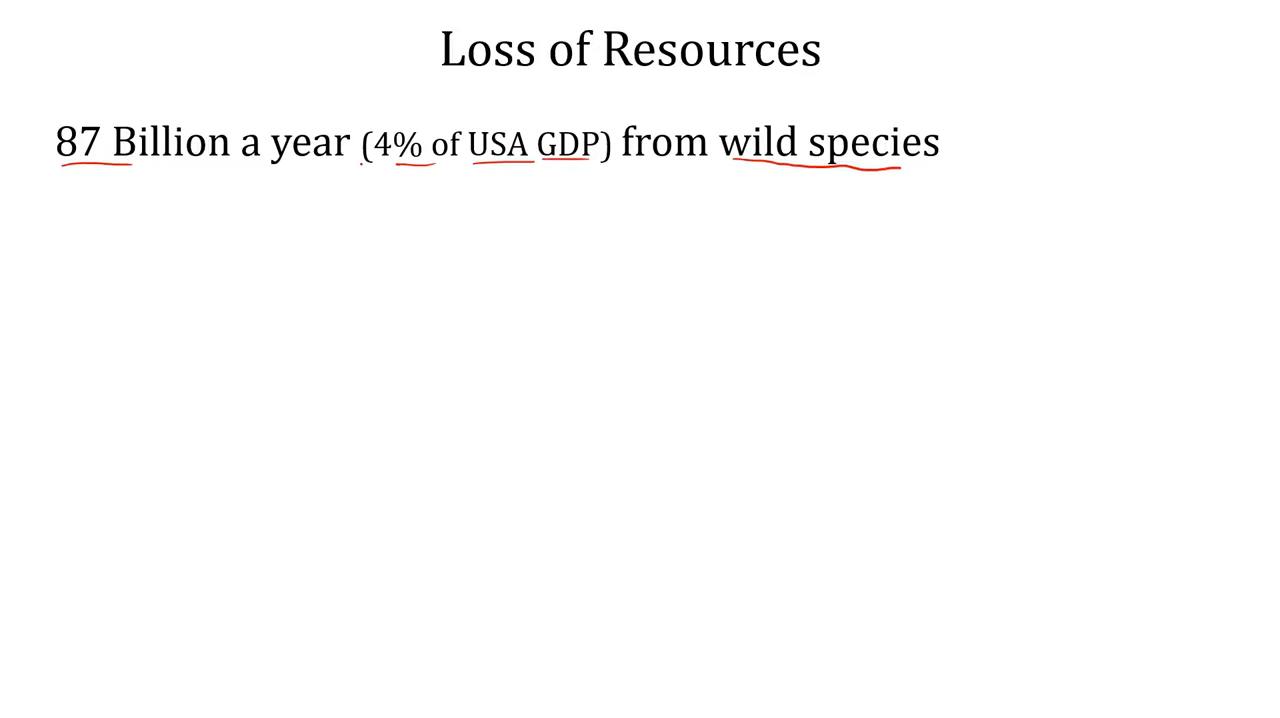 Loss of Resources
87 Billion a year (4% of USA GDP) from wild species